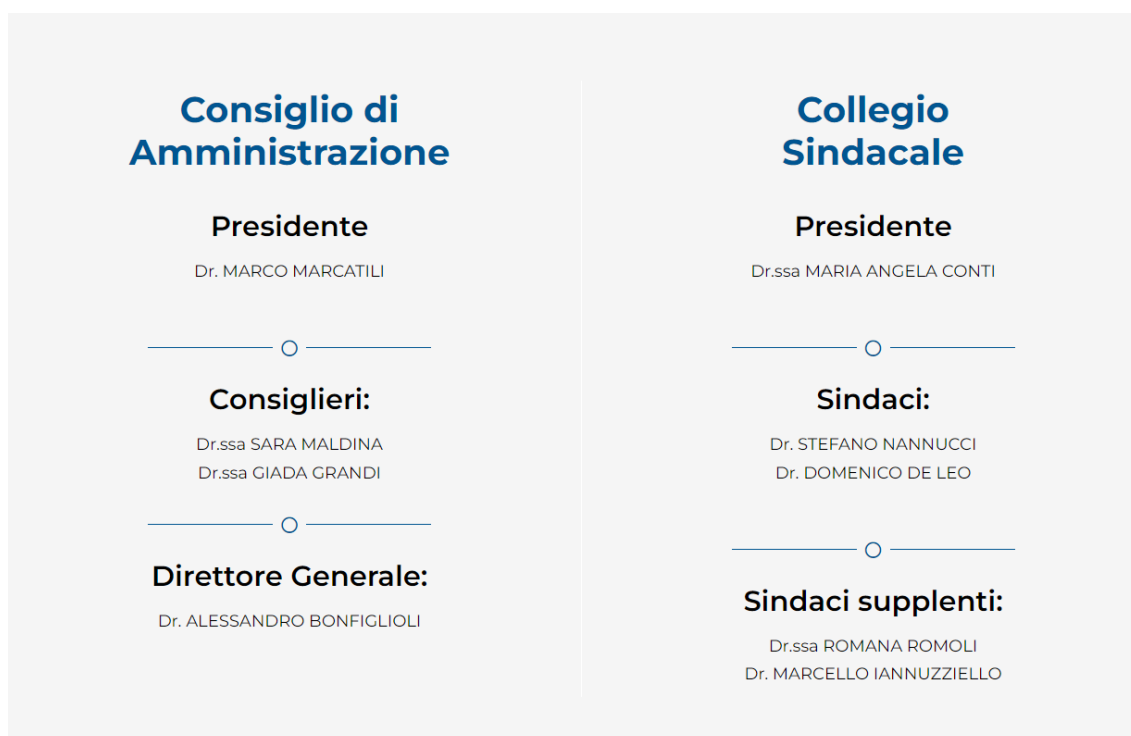 Consiglio di
Amministrazione
Presidente
Dr. MARCO MARCATILI
Consiglieri:
Dr.ssa SARA MALDINA
Dr.ssa GIADA GRANDI
Direttore Generale:
Dr. ALESSANDRO BONFIGLIOLI
Collegio
Sindacale
Presidente
Dr.ssa MARIA ANGELA CONTI
Sindaci:
Dr. STEFANO NANNUCCI
Dr. DOMENICO DE LEO
Sindaci supplenti:
Dr.ssa ROMANA ROMOLI
Dr. MARCELLO IANNUZZIELLO